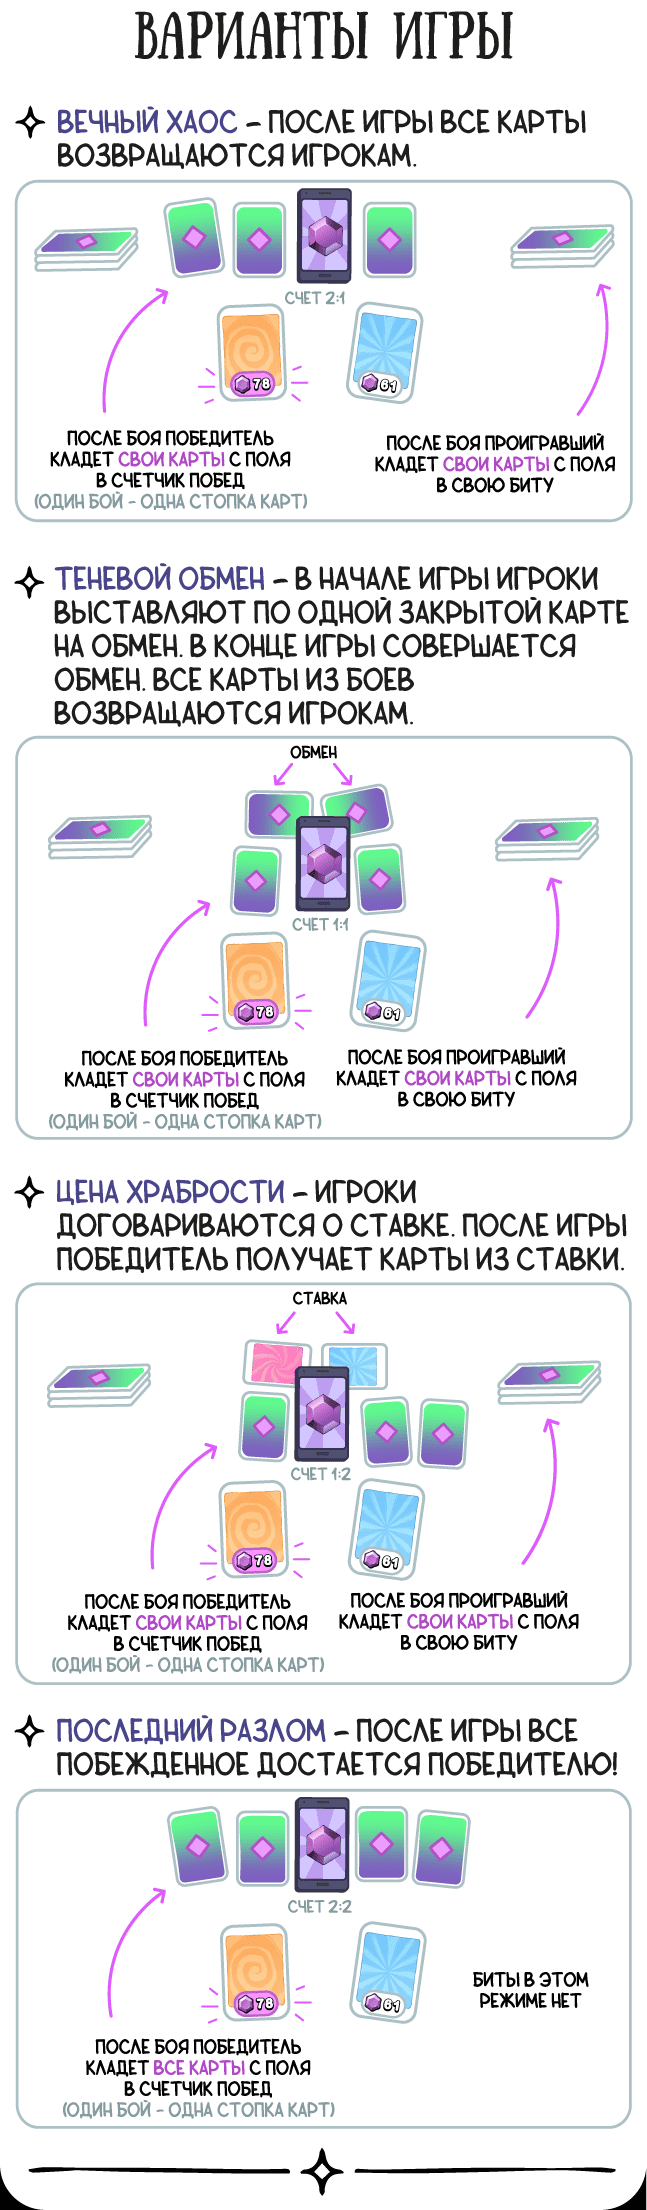 ВАРИАНТЫ ИГРЫ
ВЕЧНЫЙ ХАОС – ПОСЛЕ ИГРЫ ВСЕ КАРТЫ
ВОЗВРАЩАЮТСЯ ИГРОКАМ.
СЧЕТ 2:1
78
61
ПОСЛЕ БОЯ ПОБЕДИТЕЛЬ
КЛАДЕТ СВОИ КАРТЫ С ПОЛЯ
В СЧЕТЧИК ПОБЕД
(ОДИН БОЙ – ОДНА СТОПКА КАРТ)
ПОСЛЕ БОЯ ПРОИГРАВШИЙ
КЛАДЕТ СВОИ КАРТЫ С ПОЛЯ
В СВОЮ БИТУ
ТЕНЕВОЙ ОБМЕН – В НАЧАЛЕ ИГРЫ ИГРОКИ
ВЫСТАВЛЯЮТ ПО ОДНОЙ ЗАКРЫТОЙ КАРТЕ
НА ОБМЕН. В КОНЦЕ ИГРЫ СОВЕРШАЕТСЯ
ОБМЕН. ВСЕ КАРТЫ ИЗ БОЕВ
ВОЗВРАЩАЮТСЯ ИГРОКАМ.
ОБМЕН
СЧЕТ 1:1
78
61
ПОСЛЕ БОЯ ПОБЕДИТЕЛЬ
КЛАДЕТ СВОИ КАРТЫ С ПОЛЯ
В СЧЕТЧИК ПОБЕД
(ОДИН БОЙ – ОДНА СТОПКА КАРТ)
ПОСЛЕ БОЯ ПРОИГРАВШИЙ
КЛАДЕТ СВОИ КАРТЫ С ПОЛЯ
В СВОЮ БИТУ
ЦЕНА ХРАБРОСТИ – ИГРОКИ
ДОГОВАРИВАЮТСЯ О СТАВКЕ. ПОСЛЕ ИГРЫ
ПОБЕДИТЕЛЬ ПОЛУЧАЕТ КАРТЫ ИЗ СТАВКИ.
СТАВКА
СЧЕТ 1:2
78
61
ПОСЛЕ БОЯ ПОБЕДИТЕЛЬ
КЛАДЕТ СВОИ КАРТЫ С ПОЛЯ
В СЧЕТЧИК ПОБЕД
(ОДИН БОЙ – ОДНА СТОПКА КАРТ)
ПОСЛЕ БОЯ ПРОИГРАВШИЙ
КЛАДЕТ СВОИ КАРТЫ С ПОЛЯ
В СВОЮ БИТУ
ПОСЛЕДНИЙ РАЗЛОМ – ПОСЛЕ ИГРЫ ВСЕ
ПОБЕЖДЕННОЕ ДОСТАЕТСЯ ПОБЕДИТЕЛЮ!
СЧЕТ 2:2
78
61
БИТЫ В ЭТОМ
РЕЖИМЕ НЕТ
ПОСЛЕ БОЯ ПОБЕДИТЕЛЬ
КЛАДЕТ ВСЕ КАРТЫ С ПОЛЯ
В СЧЕТЧИК ПОБЕД
(ОДИН БОЙ – ОДНА СТОПКА КАРТ)